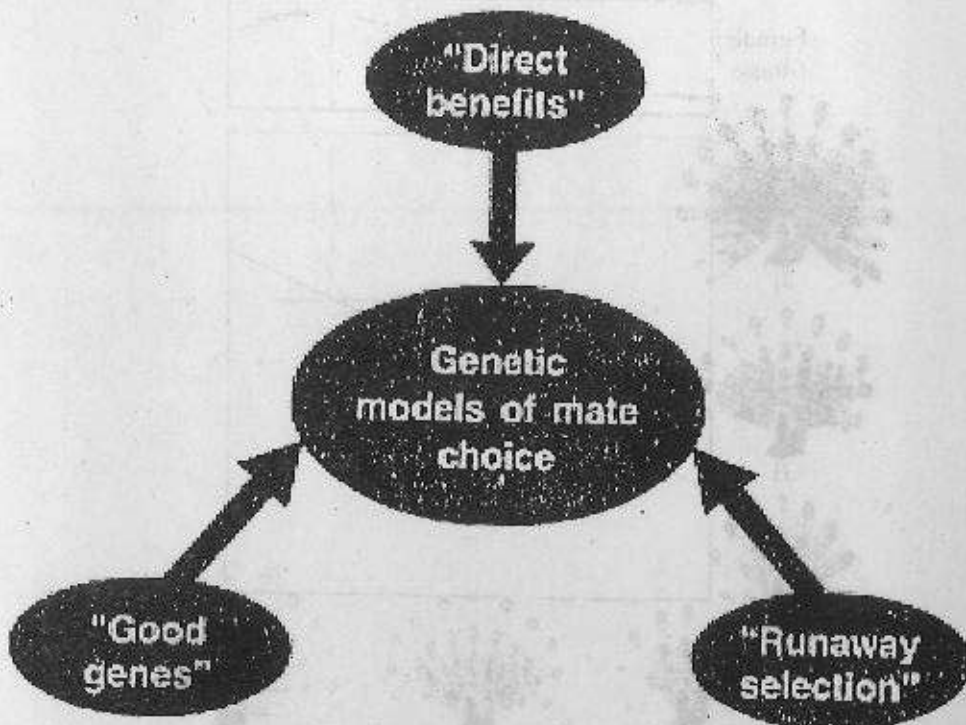 "Direct
benefits"
Genetic
models of mate
choice
"Good
genes"
"Runaway
selection"